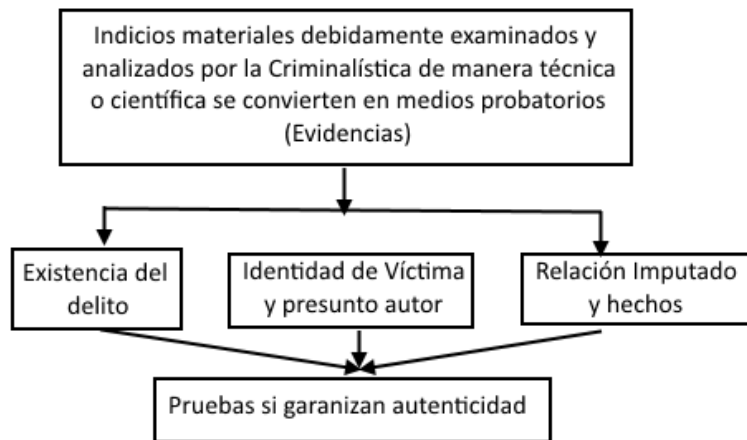 Indicios materiales debidamente examinados y
analizados por la Criminalística de manera técnica
o científica se convierten en medios probatorios
(Evidencias)
Existencia del
delito
Identidad de Víctima
y presunto autor
Relación Imputado
y hechos
Pruebas si garanizan autenticidad